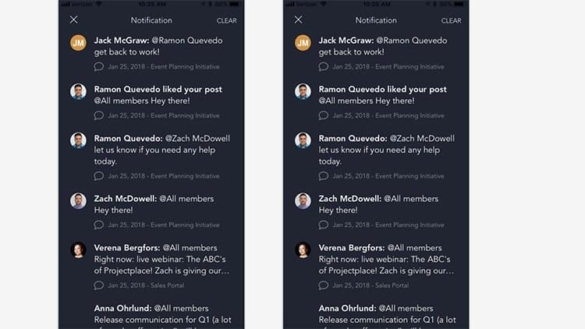 Notification
CLEAR
JM
Jack McGraw: @Ramon Quevedo
get back to work!
Jan 25, 2018 - Event Planning Initiative
Ramon Quevedo liked your post
@All members Hey there!
Jan 25, 2018 - Event Planning Initiative
Ramon Quevedo: @Zach McDowell
let us know if you need any help
today.
Jan 25, 2018 - Event Planning Initiative
Zach McDowell: @All members
Hey there!
Jan 25, 2018 - Event Planning Initiative
Verena Bergfors: @All members
Right now: live webinar: The ABC's
of Projectplace! Zach is giving our...
Jan 25, 2018 - Sales Portal
Anna Ohrlund: @All members
Release communication for Q1 (a lot
Notification
CLEAR
JM
Jack McGraw: @Ramon Quevedo
get back to work!
Jan 25, 2018 - Event Planning Initiative
Ramon Quevedo liked your post
@All members Hey there!
Jan 25, 2018 - Event Planning Initiative
Ramon Quevedo: @Zach McDowell
let us know if you need any help
today.
Jan 25, 2018 - Event Planning Initiative
Zach McDowell: @All members
Hey there!
Jan 25, 2018 - Event Planning Initiative
Verena Bergfors: @All members
Right now: live webinar: The ABC's
of Projectplace! Zach is giving our...
Jan 25, 2018 - Sales Portal
Anna Ohrlund: @All members
Release communication for Q1 (a lot